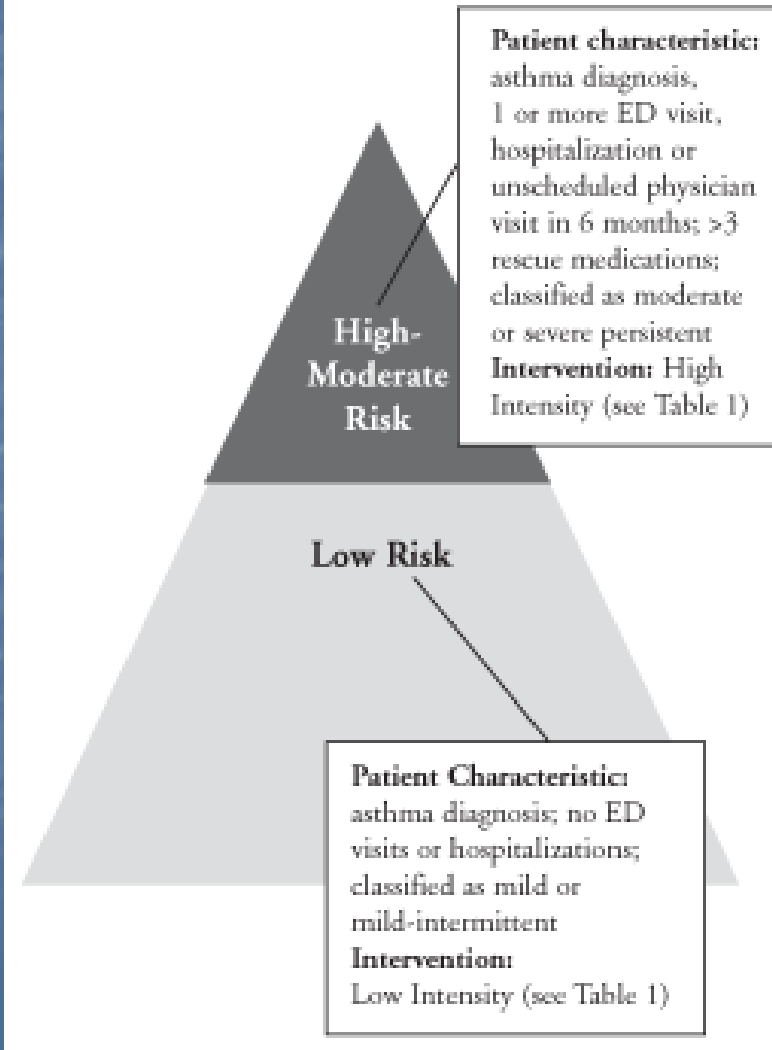 Patient characteristic:
asthma diagnosis,
1 or more ED visit,
hospitalization or
unscheduled physician
visit in 6 months; >3
rescue medications;
classified as moderate
or severe persistent
Intervention: High
Intensity (see Table 1)
High-
Moderate
Risk
Low Risk
Patient Characteristic:
asthma diagnosis; no ED
visits or hospitalizations;
classified as mild or
mild-intermittent
Intervention:
Low Intensity (see Table 1)